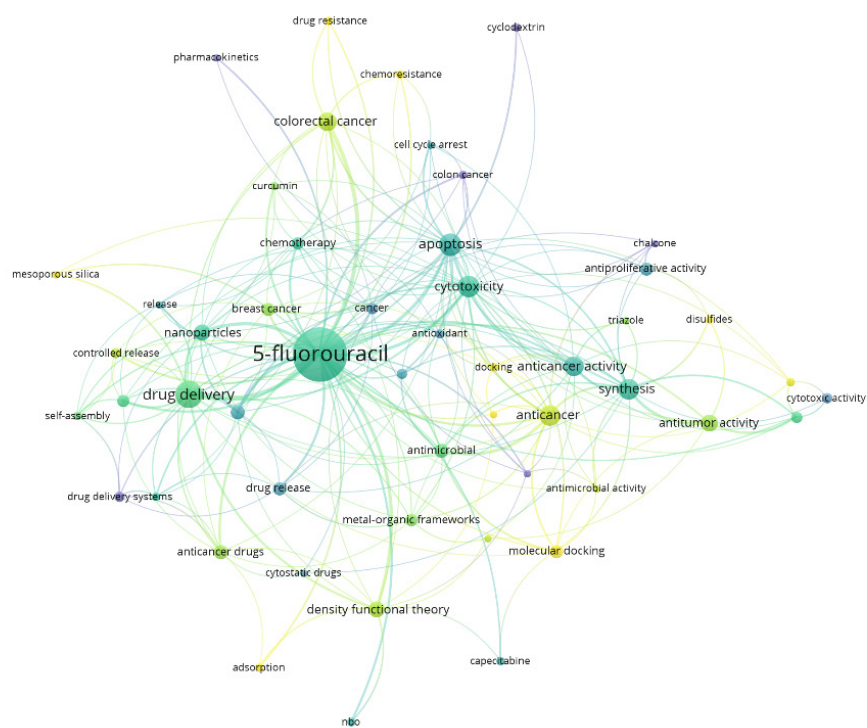 drug resistance
cyclodextrin
pharmacokinetics
chemoresistance
colorectal cancer
cell cycle arrest
colon cancer
curcumin
chemotherapy
apoptosis
chalcone
antiproliferative activity
mesoporous silica
cytotoxicity
release
breast cancer
cancer
triazole
disulfides
nanoparticles
antioxidant
controlled release
5-fluorouracil
docking
anticancer activity
drug delivery
synthesis
cytotoxic activity
self-assembly
anticancer
antitumor activity
antimicrobial
drug delivery systems
drug release
antimicrobial activity
metal-organic frameworks
anticancer drugs
molecular docking
cytostatic drugs
density functional theory
capecitabine
adsorption
nbo